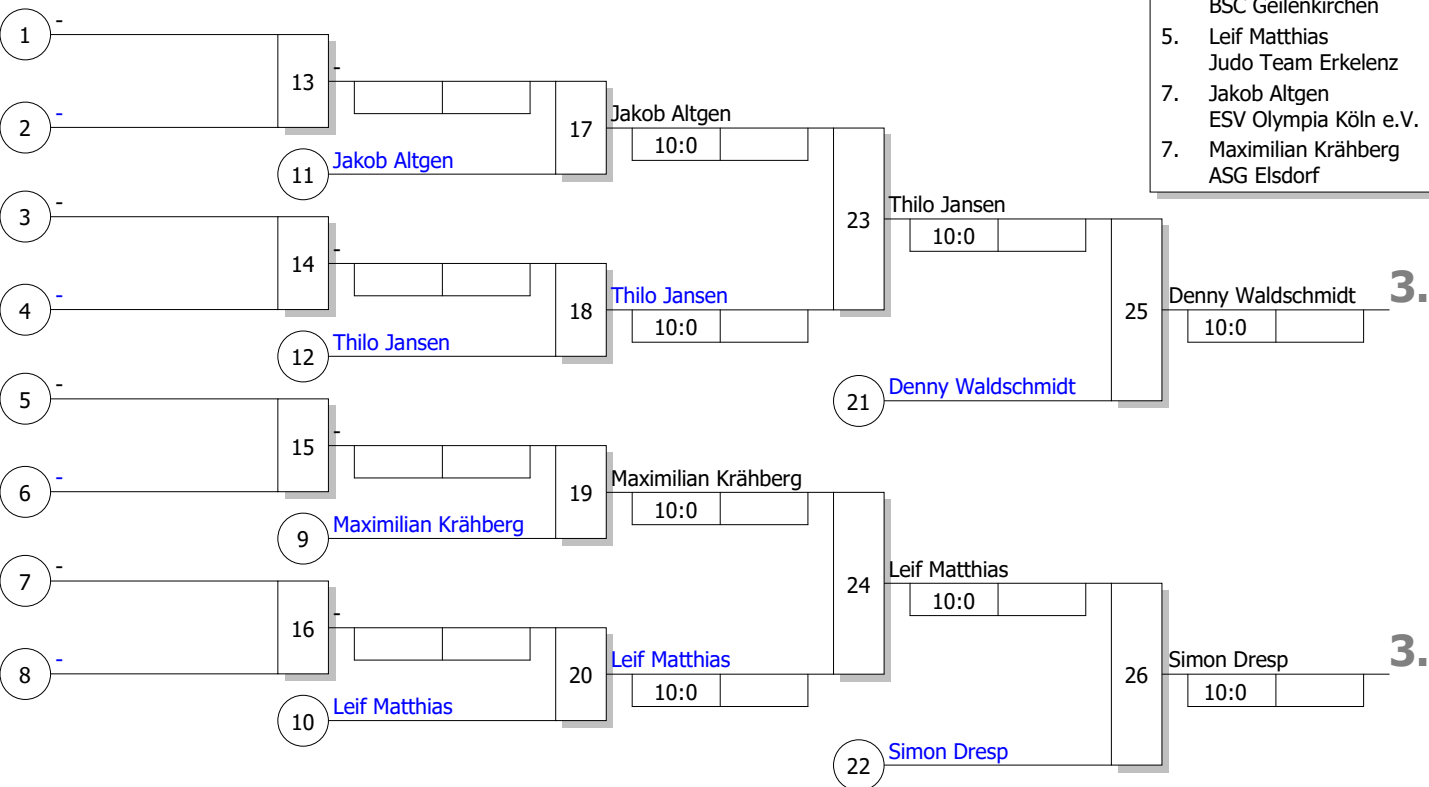 BSC Geilenkirchen
5. Leif Matthias
Judo Team Erkelenz
7. Jakob Altgen
ESV Olympia Köln e.V.
7. Maximilian Krähberg
ASG Elsdorf
1 -
13 -
2 -
17 Jakob Altgen
10:0
11 Jakob Altgen
3 -
23 Thilo Jansen
10:0
14 -
4 -
18 Thilo Jansen
10:0
12 Thilo Jansen
25 Denny Waldschmidt 3.
10:0
5 -
21 Denny Waldschmidt
15 -
6 -
19 Maximilian Krähberg
10:0
9 Maximilian Krähberg
7 -
24 Leif Matthias
10:0
16 -
8 -
20 Leif Matthias
10:0
10 Leif Matthias
26 Simon Dresp 3.
10:0
22 Simon Dresp